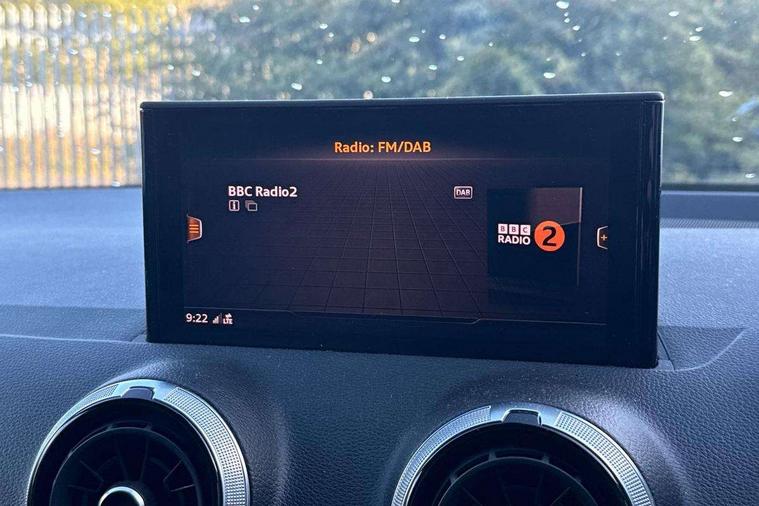 Radio: FM/DAB
BBC Radio2
DAB
BBC
RADIO 2
9:22 LTE